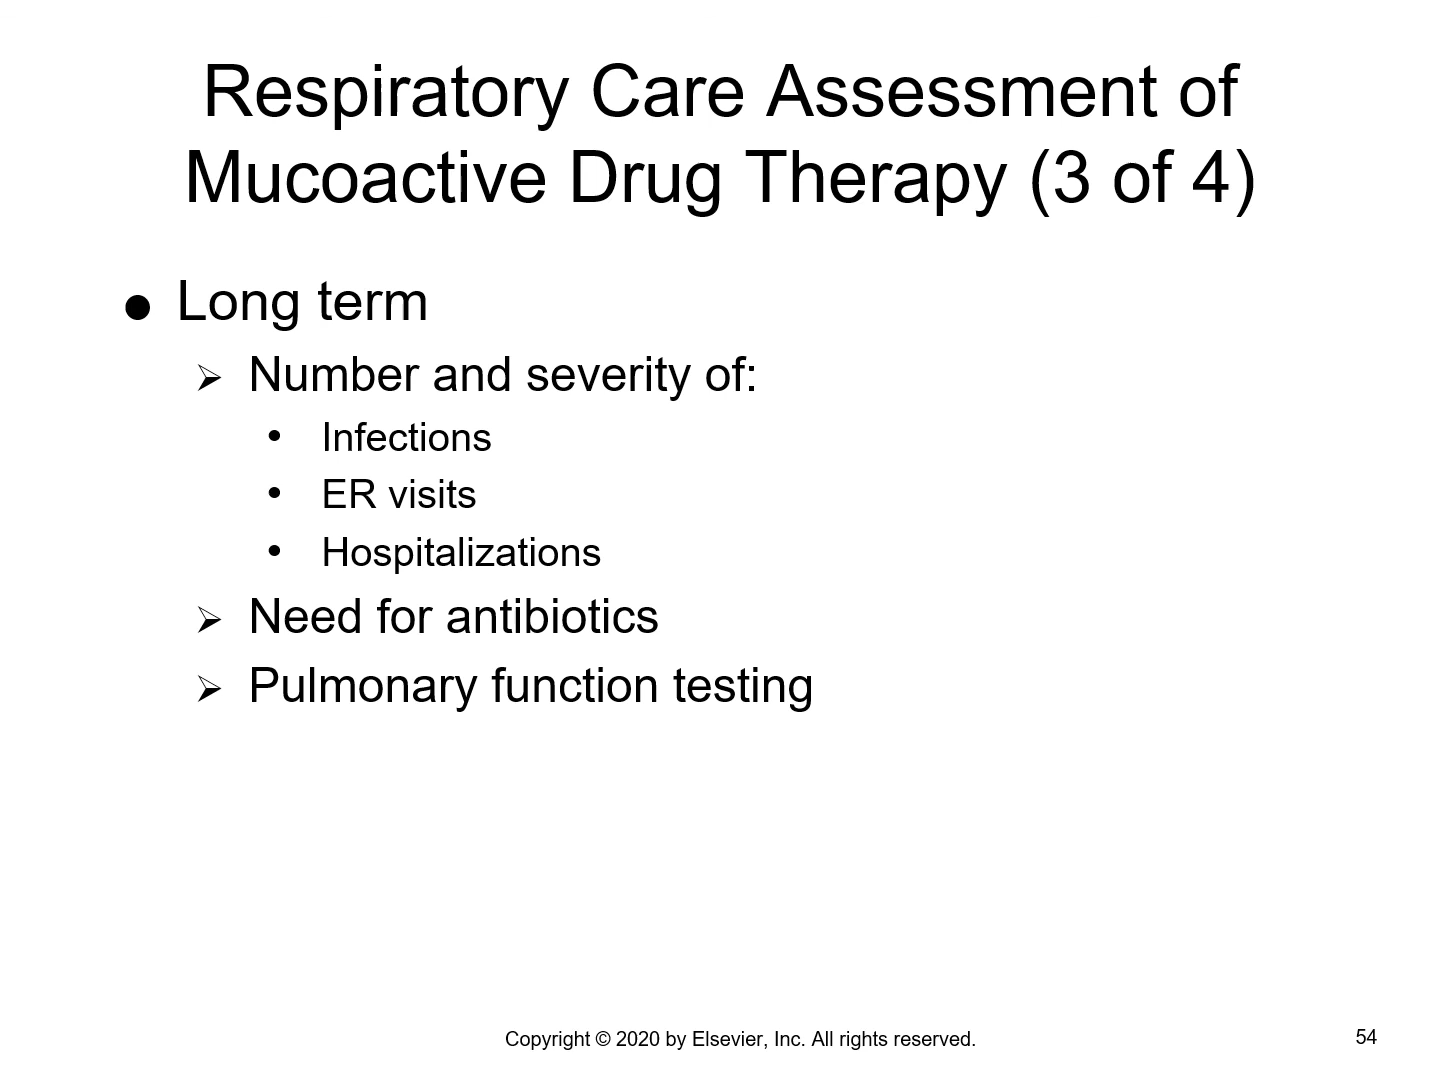 Respiratory Care Assessment of
Mucoactive Drug Therapy (3 of 4)
● Long term
➢ Number and severity of:
• Infections
• ER visits
• Hospitalizations
➢ Need for antibiotics
➢ Pulmonary function testing
Copyright © 2020 by Elsevier, Inc. All rights reserved.
54